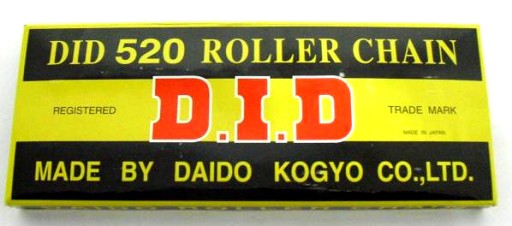 DID 520 ROLLER CHAIN
REGISTERED D.I.D TRADE MARK
MADE IN JAPAN
MADE BY DAIDO KOGYO CO.,LTD.